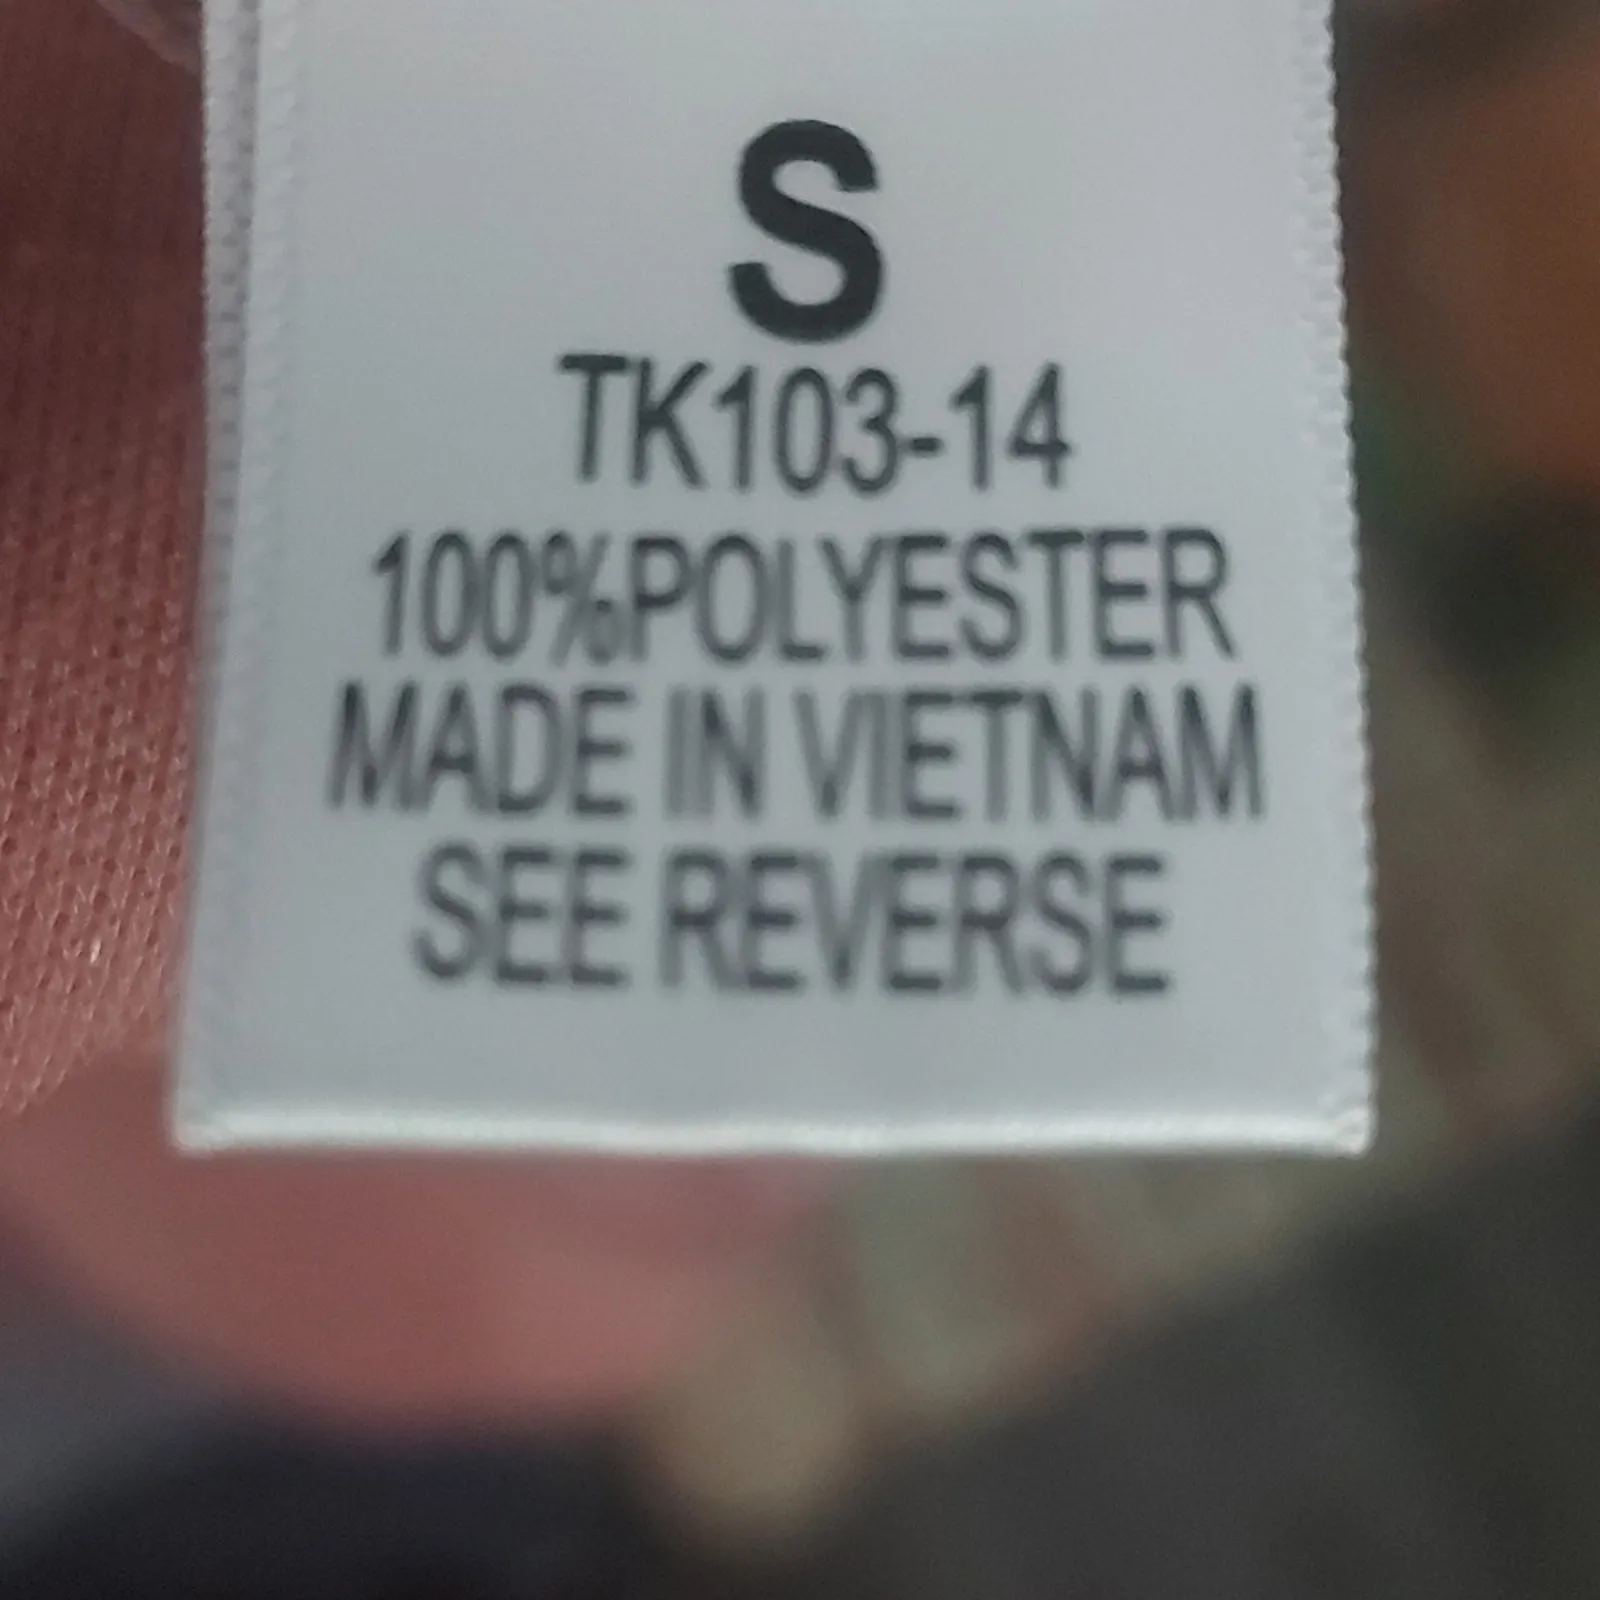 S
TK103-14
100%POLYESTER
MADE IN VIETNAM
SEE REVERSE